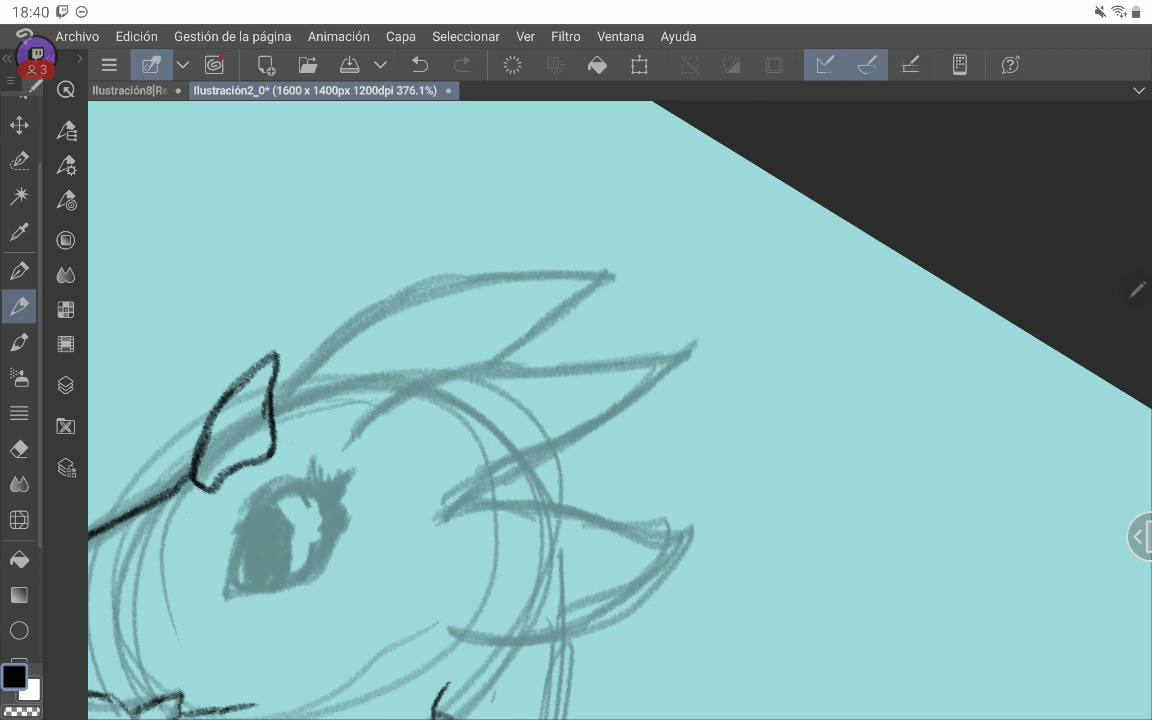 18:40
Archivo Edición Gestión de la página Animación Capa Seleccionar Ver Filtro Ventana Ayuda
3
Ilustración8[Re Ilustración2_0* (1600 x 1400px 1200dpi 376.1%)